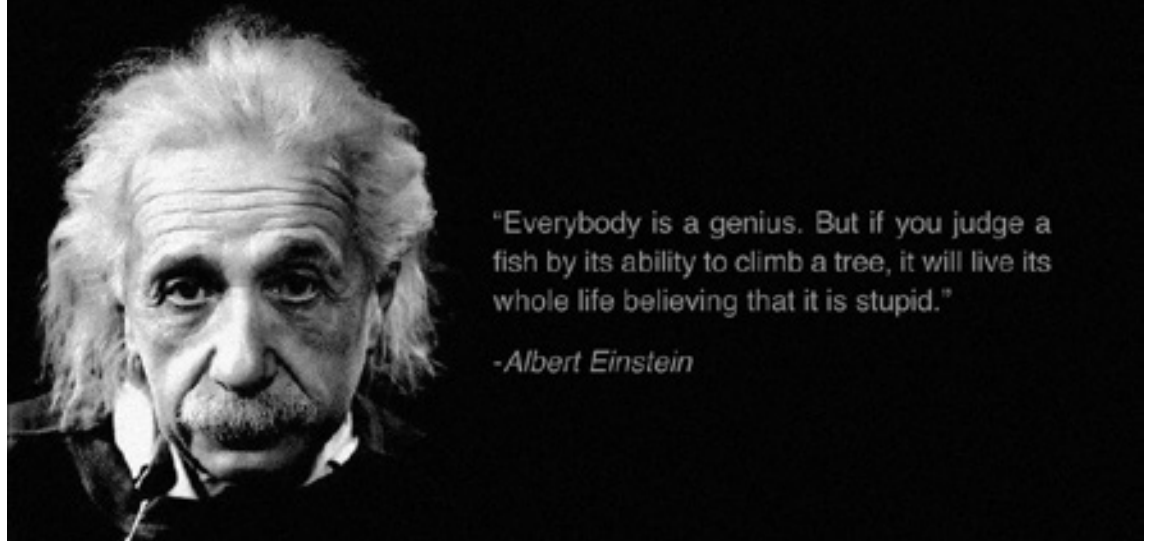 “Everybody is a genius. But if you judge a
fish by its ability to climb a tree, it will live its
whole life believing that it is stupid.”
-Albert Einstein